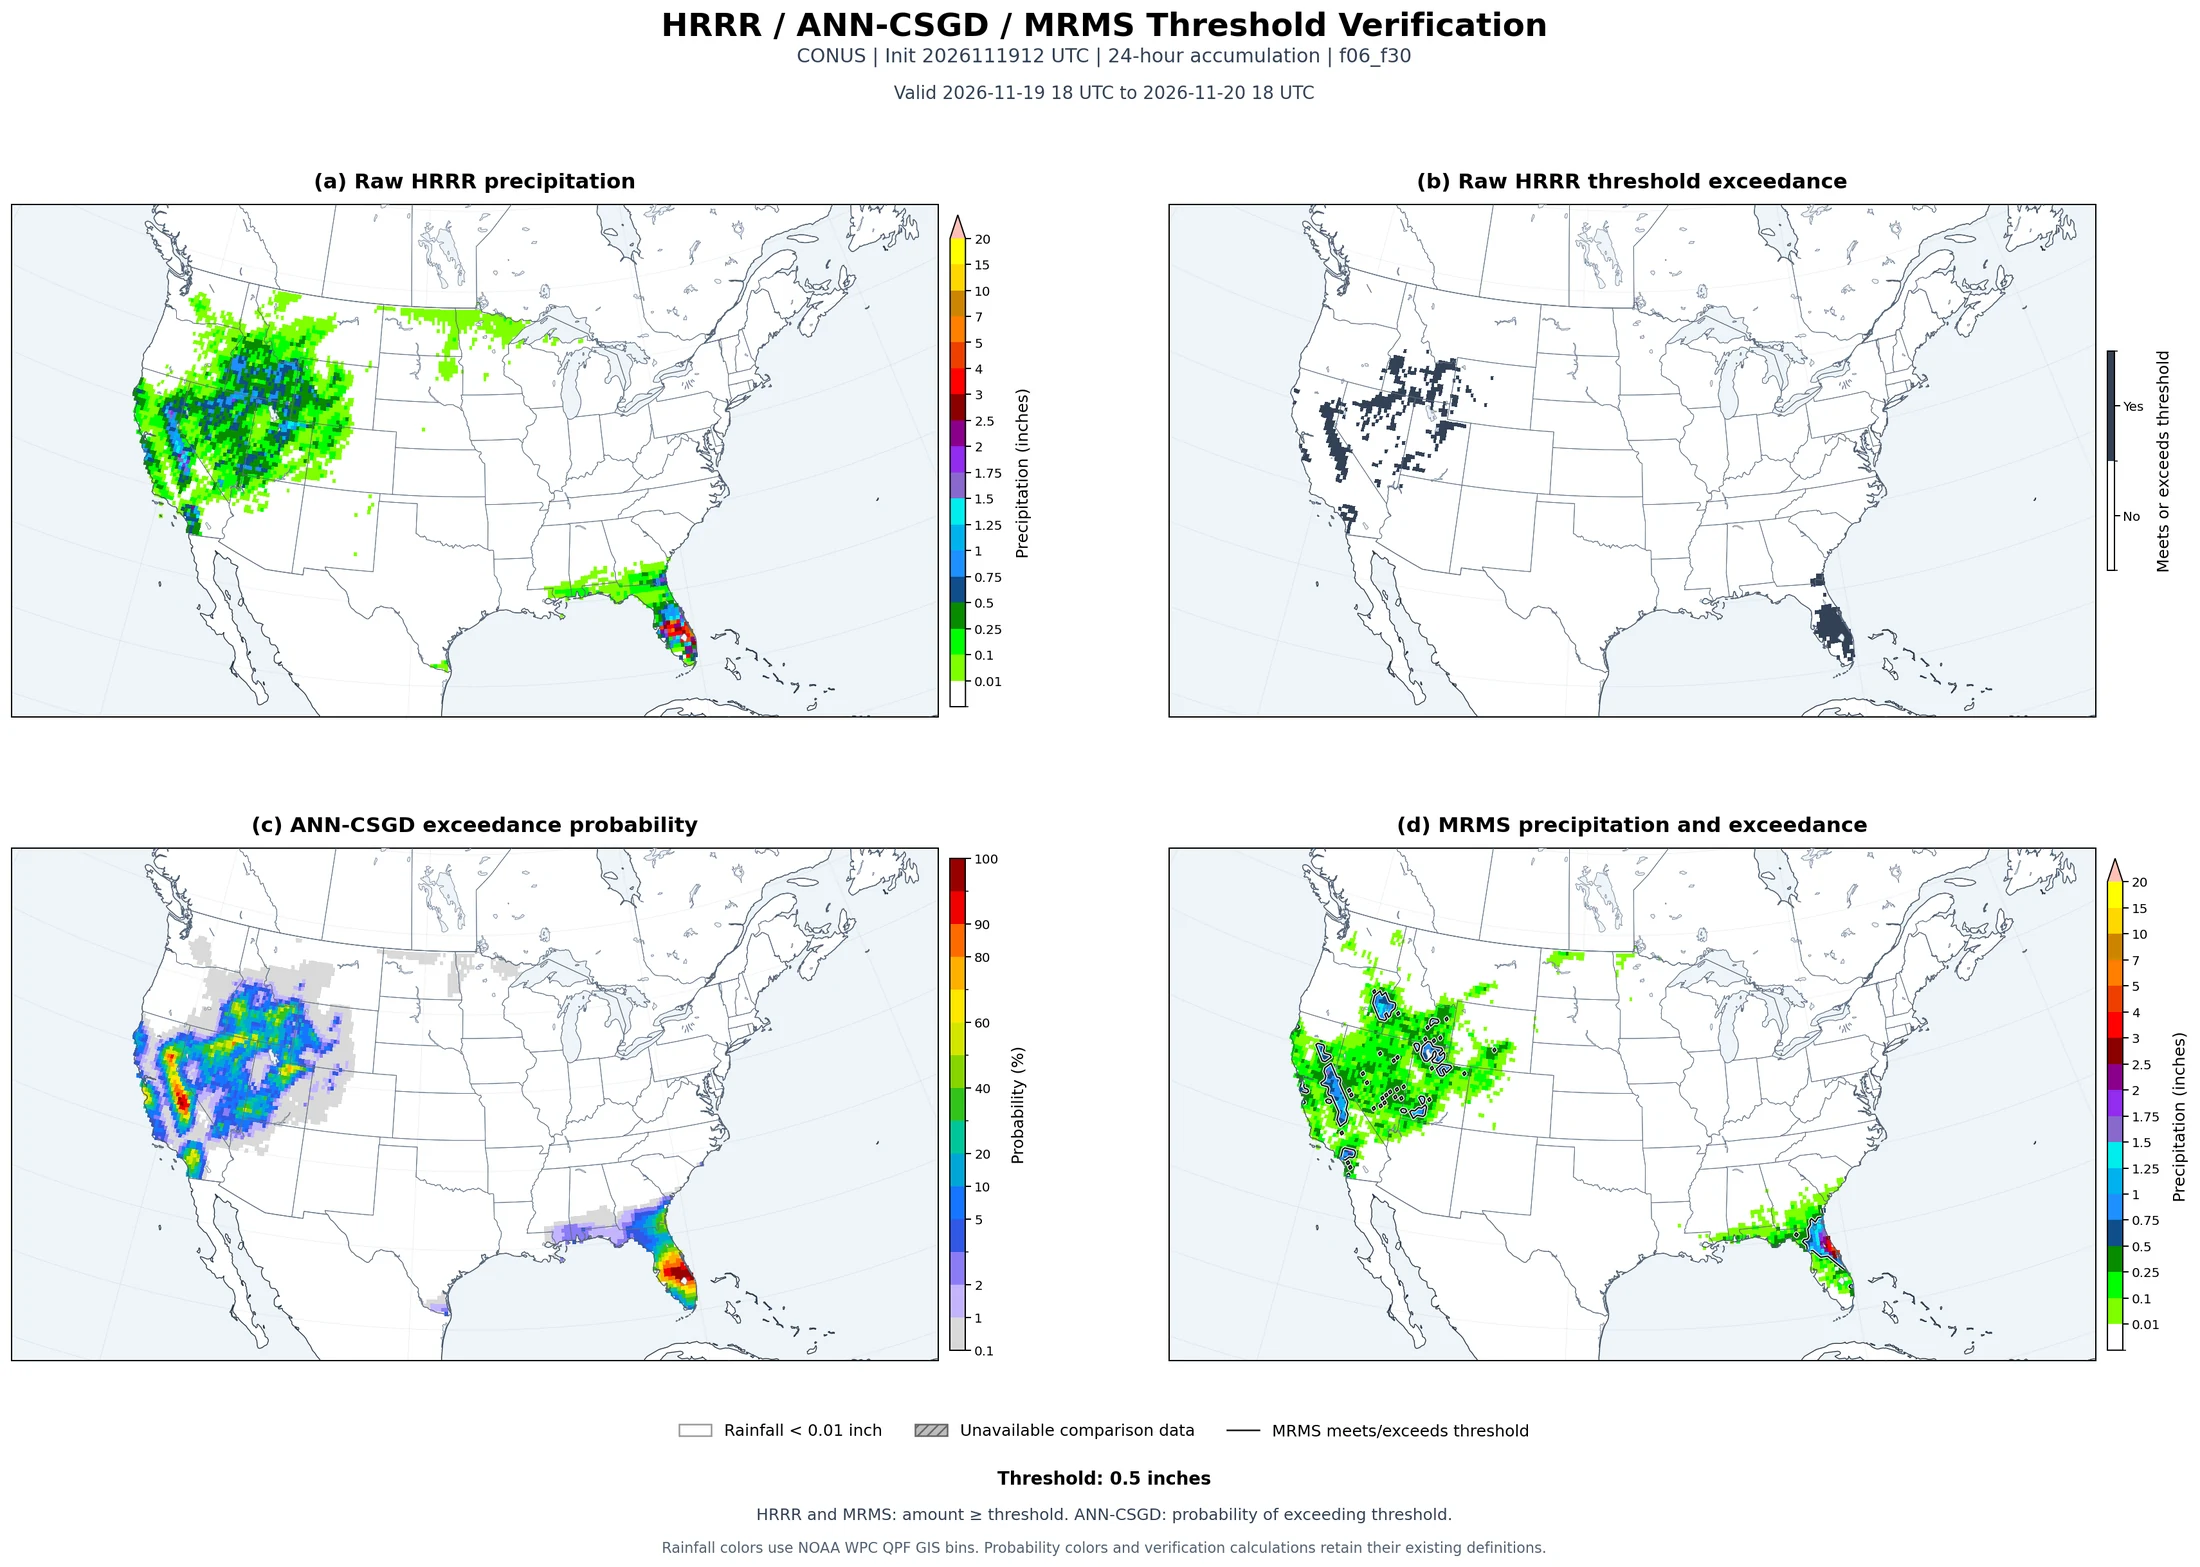 HRRR / ANN-CSGD / MRMS Threshold Verification
CONUS | Init 2026111912 UTC | 24-hour accumulation | f06_f30
Valid 2026-11-19 18 UTC to 2026-11-20 18 UTC
(a) Raw HRRR precipitation
20
15
10
7
5
4
3
2.5
2
1.75
1.5
1.25
1
0.75
0.5
0.25
0.1
0.01
Precipitation (inches)
(b) Raw HRRR threshold exceedance
Yes
No
Meets or exceeds threshold
(c) ANN-CSGD exceedance probability
100
90
80
60
40
20
10
5
2
1
0.1
Probability (%)
(d) MRMS precipitation and exceedance
20
15
10
7
5
4
3
2.5
2
1.75
1.5
1.25
1
0.75
0.5
0.25
0.1
0.01
Precipitation (inches)
Rainfall < 0.01 inch
Unavailable comparison data
MRMS meets/exceeds threshold
Threshold: 0.5 inches
HRRR and MRMS: amount ≥ threshold. ANN-CSGD: probability of exceeding threshold.
Rainfall colors use NOAA WPC QPF GIS bins. Probability colors and verification calculations retain their existing definitions.